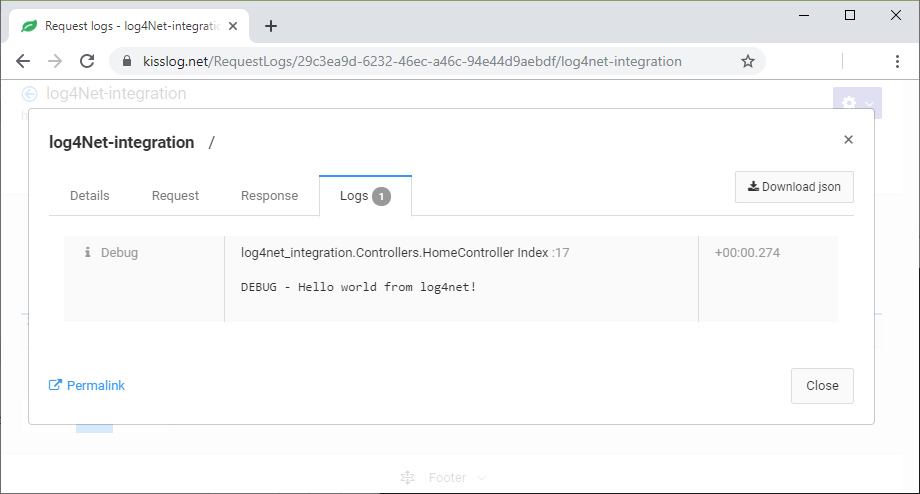 Request logs - log4Net-integratio
kisslog.net/RequestLogs/29c3ea9d-6232-46ec-a46c-94e44d9aebdf/log4net-integration
log4Net-integration
log4Net-integration /
Details Request Response Logs 1
Download json
Debug log4net_integration.Controllers.HomeController Index :17 +00:00.274
DEBUG - Hello world from log4net!
Permalink
Close
Footer